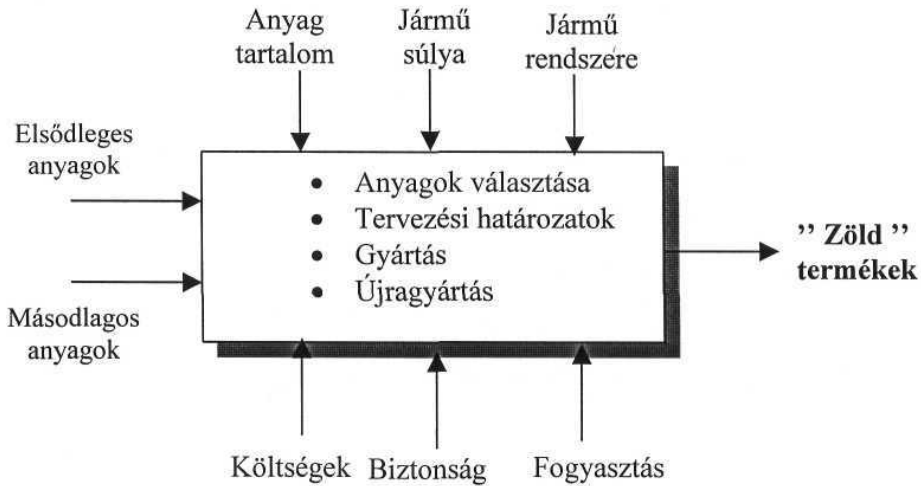 Anyag
tartalom
Jármű
súlya
Jármű
rendszere
Elsődleges
anyagok
Másodlagos
anyagok
• Anyagok választása
• Tervezési határozatok
• Gyártás
• Újragyártás
’’ Zöld ’’
termékek
Költségek
Biztonság
Fogyasztás